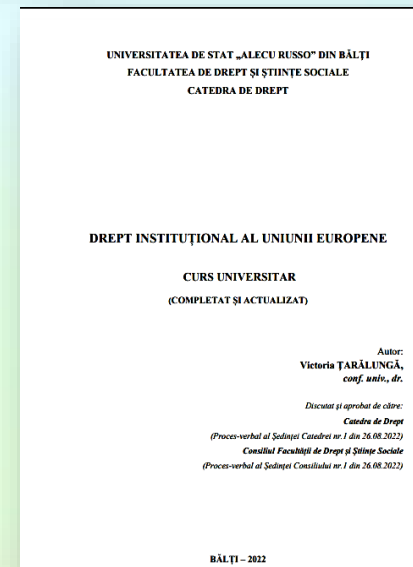 UNIVERSITATEA DE STAT „ALECU RUSSO” DIN BĂLȚI
FACULTATEA DE DREPT ȘI ȘTIINȚE SOCIALE
CATEDRA DE DREPT
DREPT INSTITUȚIONAL AL UNIUNII EUROPENE
CURS UNIVERSITAR
(COMPLETAT ȘI ACTUALIZAT)
Autor:
Victoria ȚARĂLUNGĂ,
conf. univ., dr.
Discutat și aprobat de către:
Catedra de Drept
(Proces-verbal al Ședinței Catedrei nr.1 din 26.08.2022)
Consiliul Facultății de Drept și Științe Sociale
(Proces-verbal al Ședinței Consiliului nr.1 din 26.08.2022)
BĂLȚI – 2022